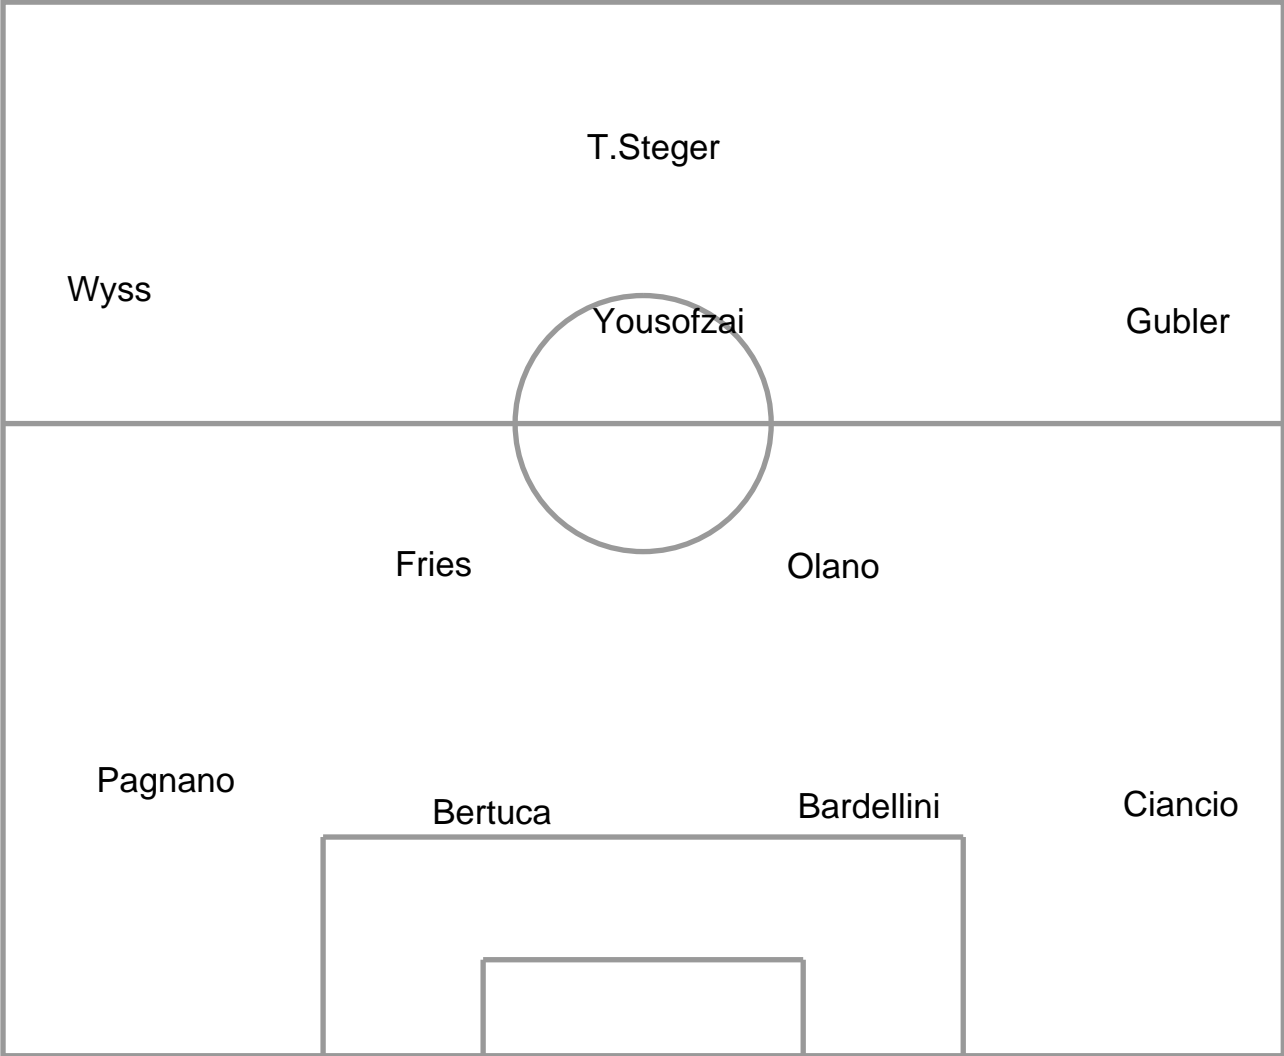 T.Steger
Wyss
Yousofzai
Gubler
Fries
Olano
Pagnano
Bertuca
Bardellini
Ciancio